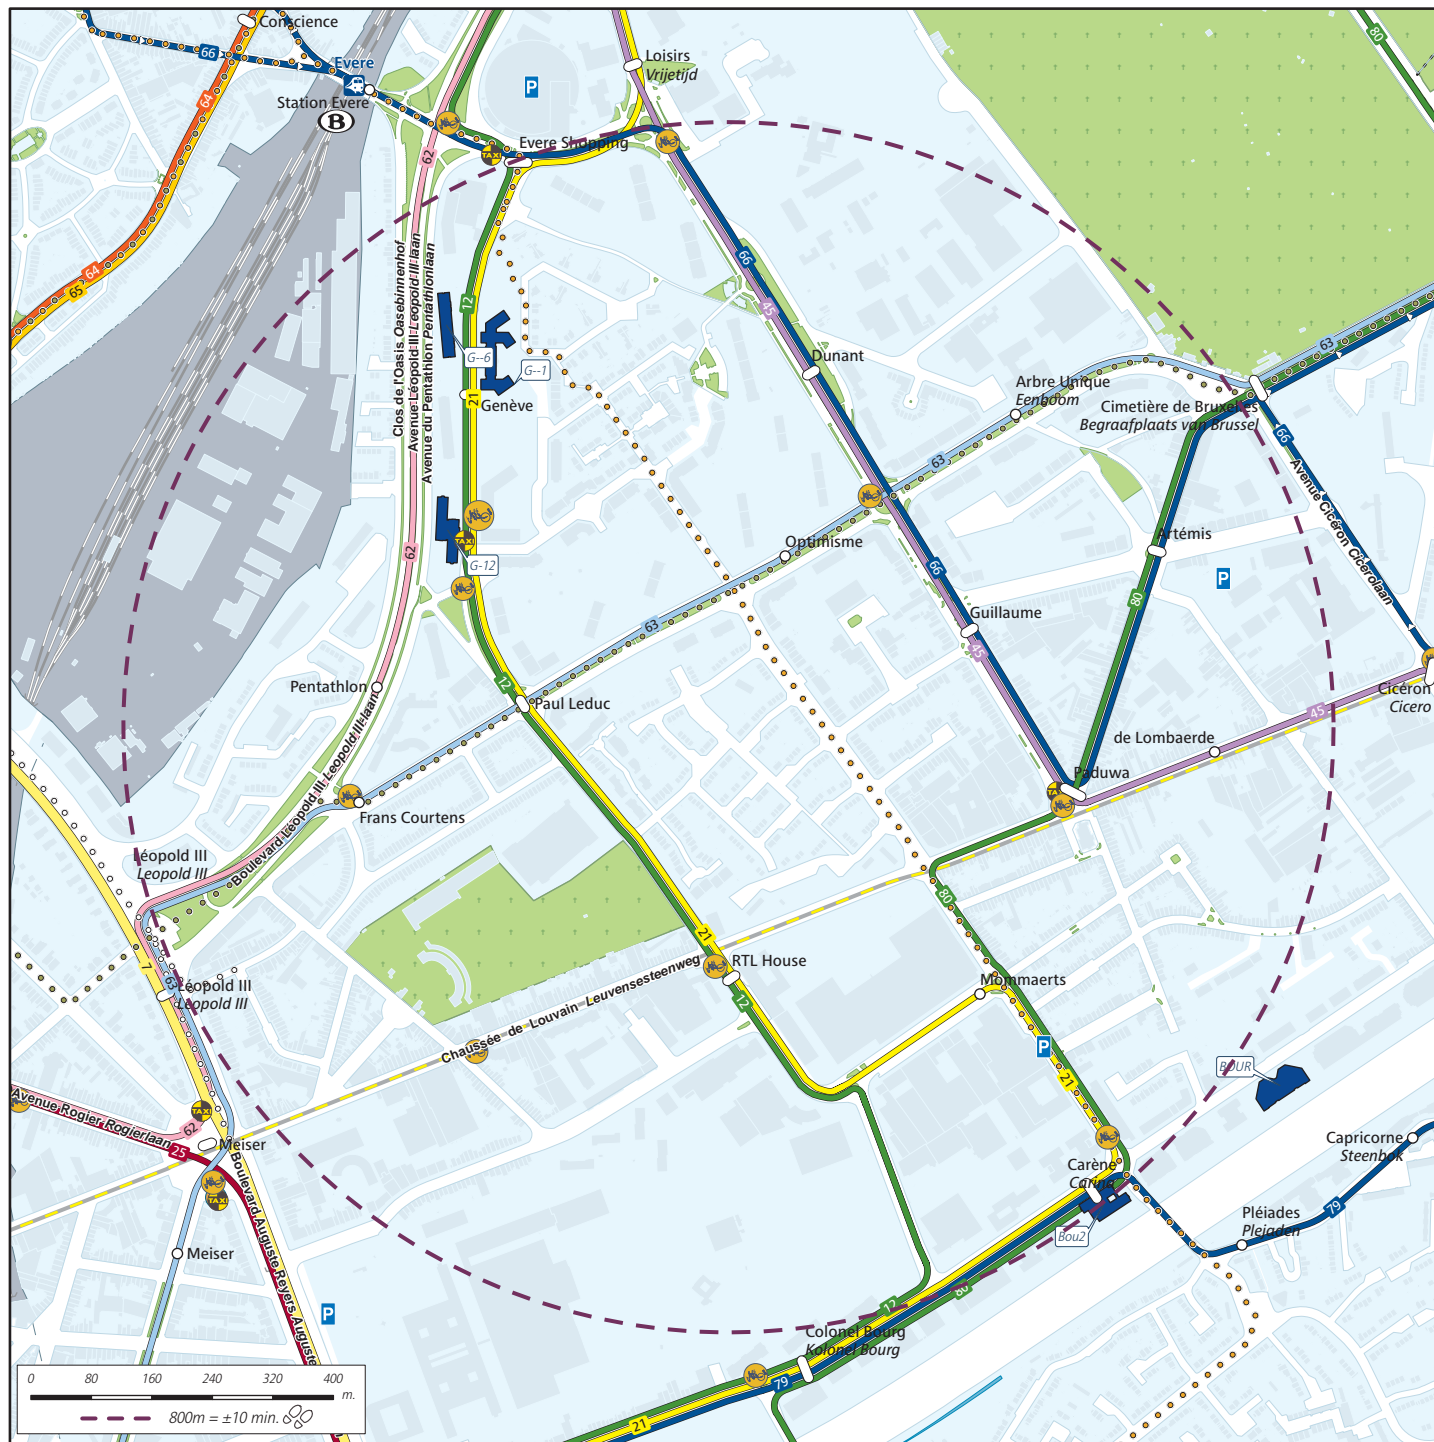 Conscience
80
66
Loisirs
Vrijetijd
Evere
P
64
Station Evere
B
Evere Shopping
TAXI
62
66
64
65
12
45
63
Clos de l'Oasis Oasebinnenhof
Avenue Léopold III Leopold III laan
Avenue du Pentathlon Pentathlonlaan
G--6
G--1
Dunant
Arbre Unique
Eenboom
21
Genève
Cimetière de Bruxelles
Begraafplaats van Brussel
66
63
Avenue Cicéron Cicerolaan
62
TAXI
G-12
Optimisme
Artémis
66
P
80
63
Guillaume
45
Pentathlon
12
Paul Leduc
Cicéron
Cicero
45
de Lombaerde
Paduwa
Frans Courtens
Boulevard Léopold III Leopold III laan
Léopold III
Leopold III
80
21
RTL House
7
63
Léopold III
Léopold III
Mommaerts
12
Chaussée de Louvain Leuvensesteenweg
P
21
BOUR
Avenue Rogier Rogierlaan
TAXI
62
25
Meiser
Capricorne
Steenbok
Carène
Carina
TAXI
Boulevard Auguste Reyers Auguste
79
Pléiades
Plejaden
Bou2
Meiser
80
12
P
Colonel Bourg
Kolonel Bourg
79
21
0 80 160 240 320 400
m.
800m = ±10 min.